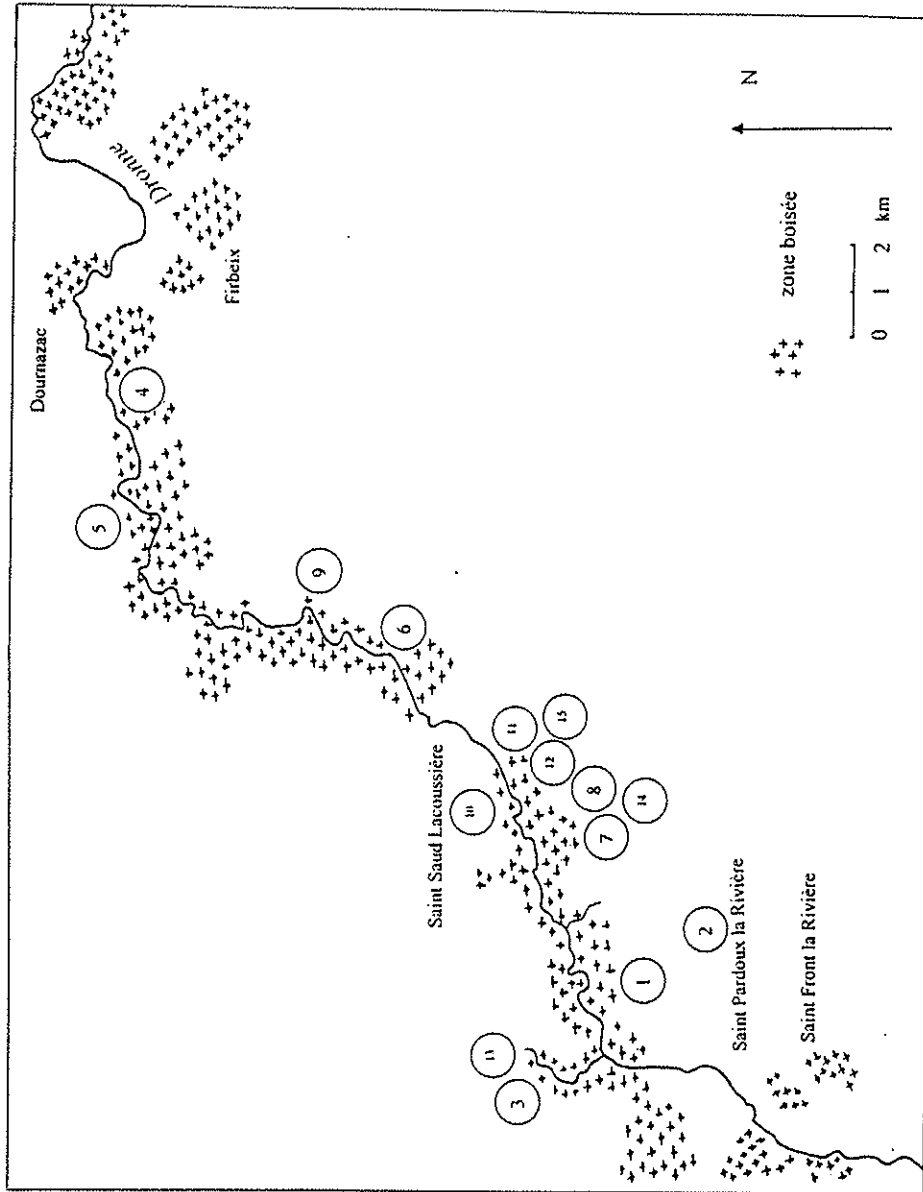 Dournazac
5
4
Dronne
Firbeix
9
6
Saint Saud Lacoussière
10
13
11
3
12
15
8
7
1
14
2
Saint Pardoux la Rivière
Saint Front la Rivière
N
zone boisée
0 1 2 km